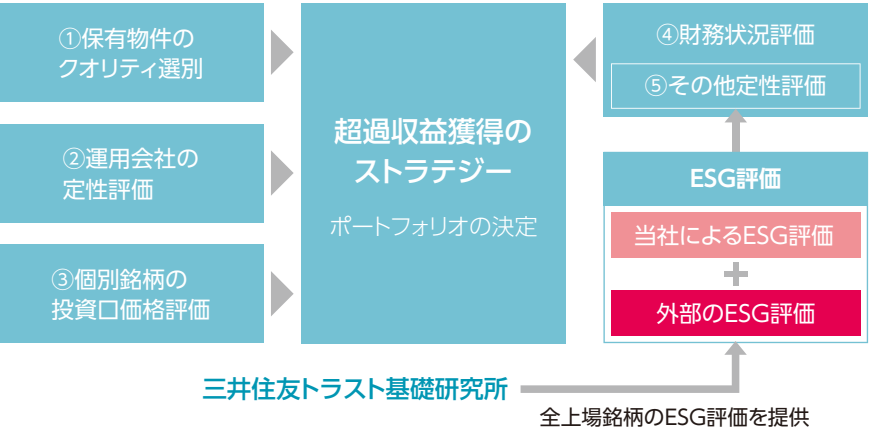 ①保有物件の
クオリティ選別
②運用会社の
定性評価
③個別銘柄の
投資口価格評価
超過収益獲得の
ストラテジー
ポートフォリオの決定
④財務状況評価
⑤その他定性評価
ESG評価
当社によるESG評価
外部のESG評価
三井住友トラスト基礎研究所
全上場銘柄のESG評価を提供